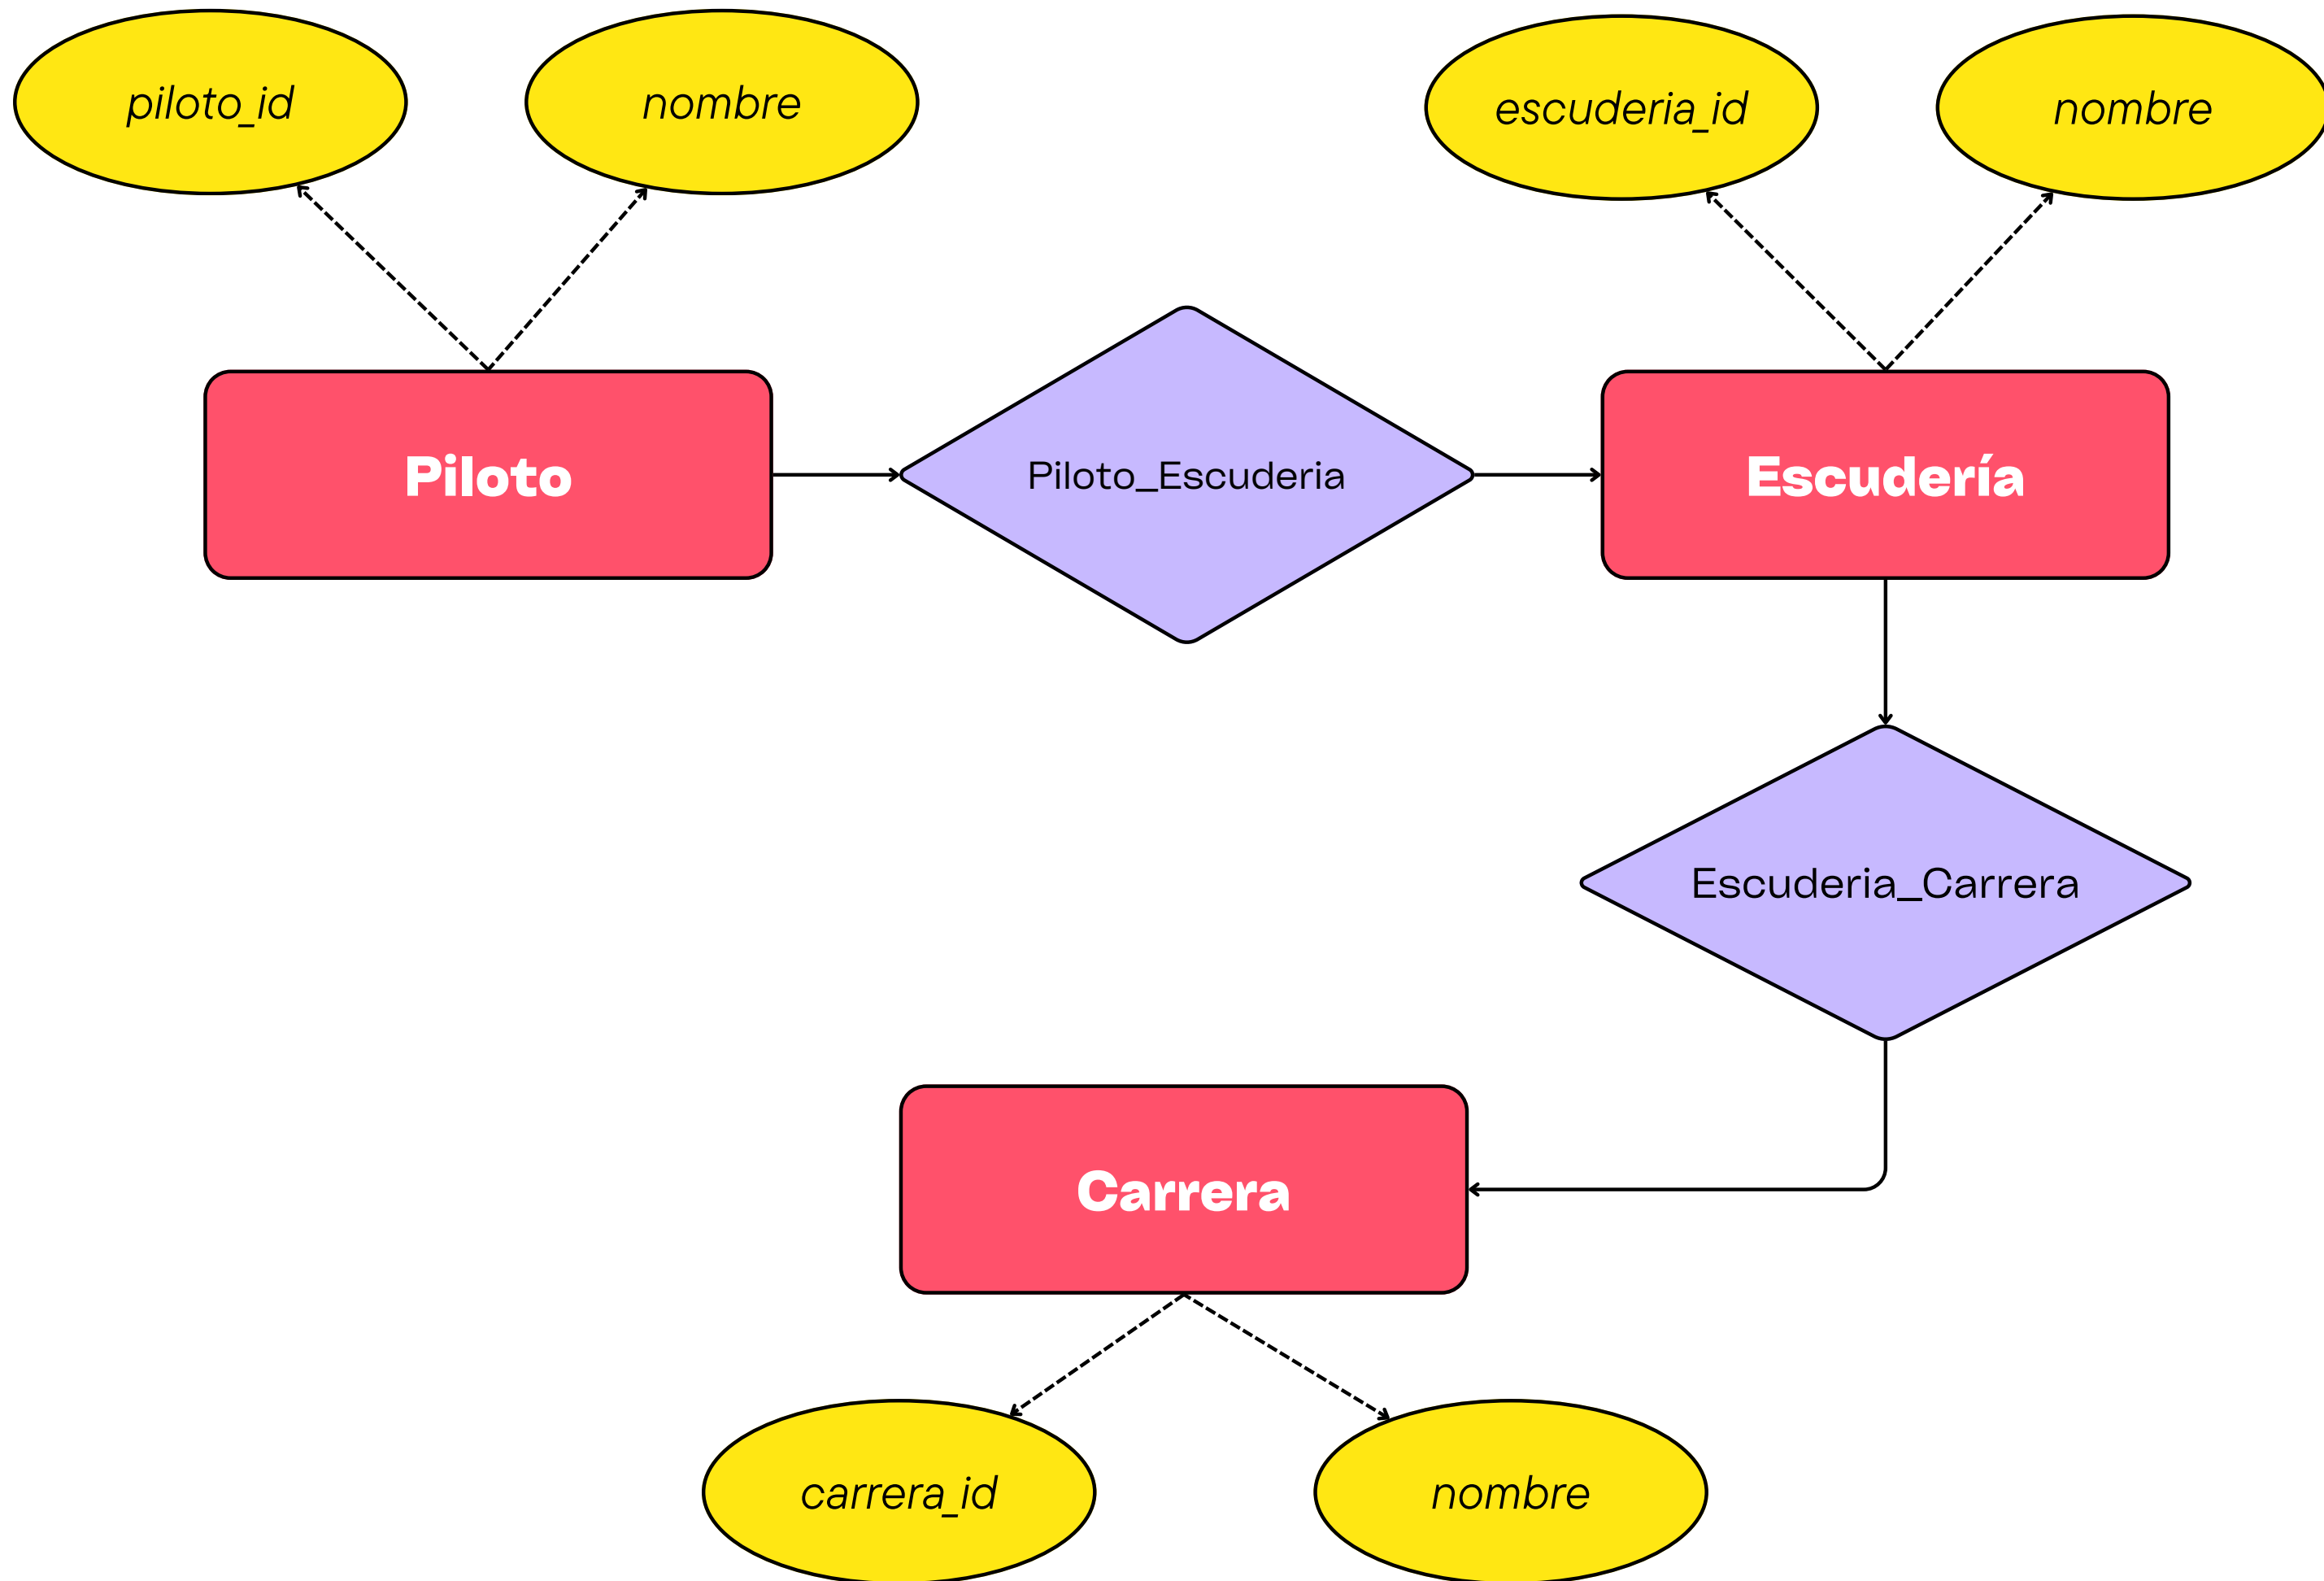 piloto_id
nombre
escuderia_id
nombre
Piloto
Piloto_Escuderia
Escudería
Escuderia_Carrera
Carrera
carrera_id
nombre